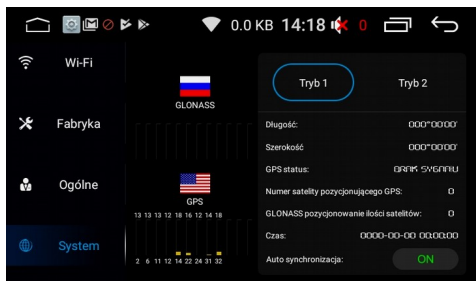 0.0 KB 14:18 0
Wi-Fi
Fabryka
Ogólne
System
GLONASS
GPS
13 13 13 12 18 16 12 14 18
2 6 11 12 14 22 24 31 32
Tryb 1 Tryb 2
Długość: 000°00'00"
Szerokość 000°00'00"
GPS status: BRAK SYGNAŁU
Numer satelity pozycjonującego GPS: 0
GLONASS pozycjonowanie ilości satelitów: 0
Czas: 0000-00-00 00:00:00
Auto synchronizacja: ON